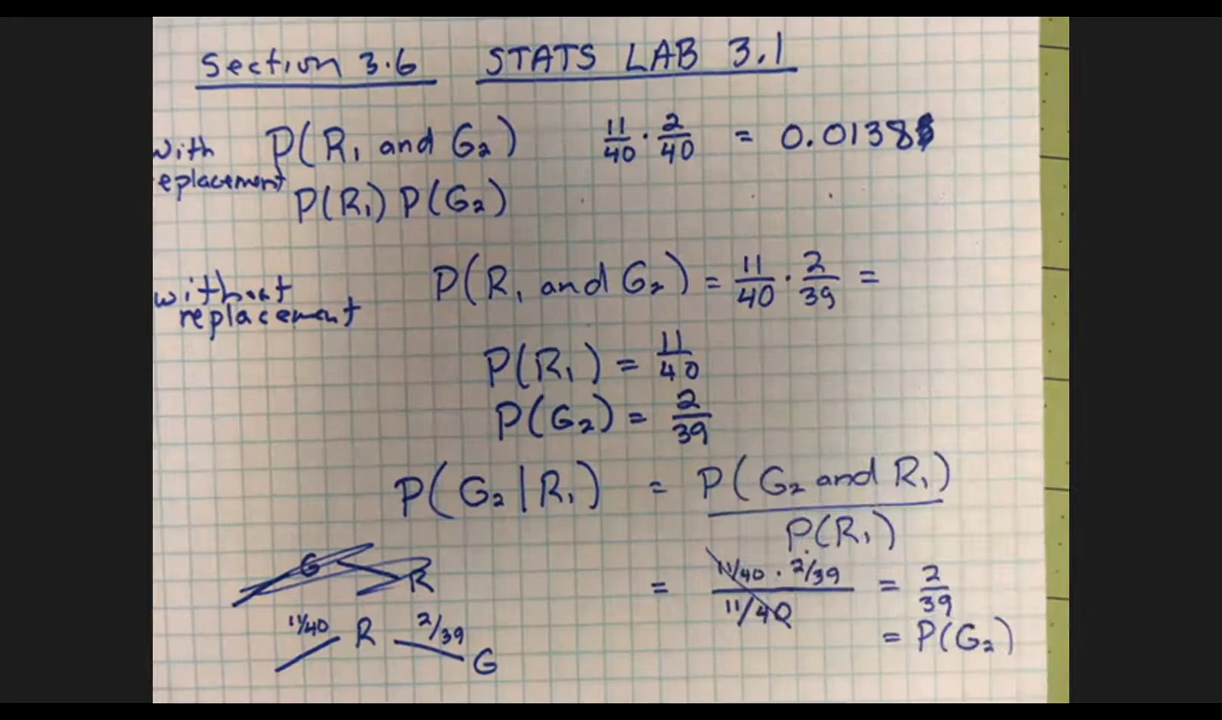 Section 3.6 STATS LAB 3.1
with replacement P(R₁ and G₂) 11/40 · 2/40 = 0.0138
P(R₁) P(G₂)
without replacement P(R₁ and G₂) = 11/40 · 2/39 =
P(R₁) = 11/40
P(G₂) = 2/39
P(G₂ | R₁) = P(G₂ and R₁) / P(R₁)
G R
= 11/40 · 2/39 / 11/40 = 2/39
= P(G₂)
11/40 R 2/39 G